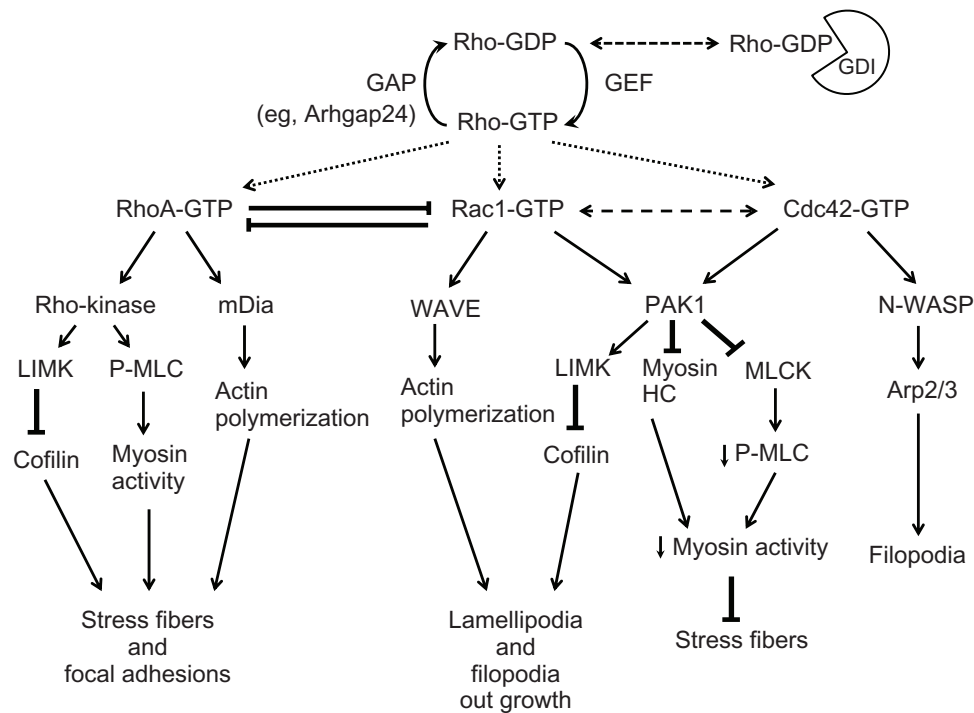 Rho-GDP
Rho-GDP
GDI
GAP
GEF
(eg, Arhgap24)
Rho-GTP
RhoA-GTP
Rac1-GTP
Cdc42-GTP
Rho-kinase
mDia
WAVE
PAK1
N-WASP
LIMK
P-MLC
Actin
polymerization
Actin
polymerization
LIMK
Myosin
HC
MLCK
Arp2/3
Cofilin
Myosin
activity
Cofilin
↓ P-MLC
↓ Myosin activity
Filopodia
Stress fibers
and
focal adhesions
Lamellipodia
and
filopodia
out growth
Stress fibers